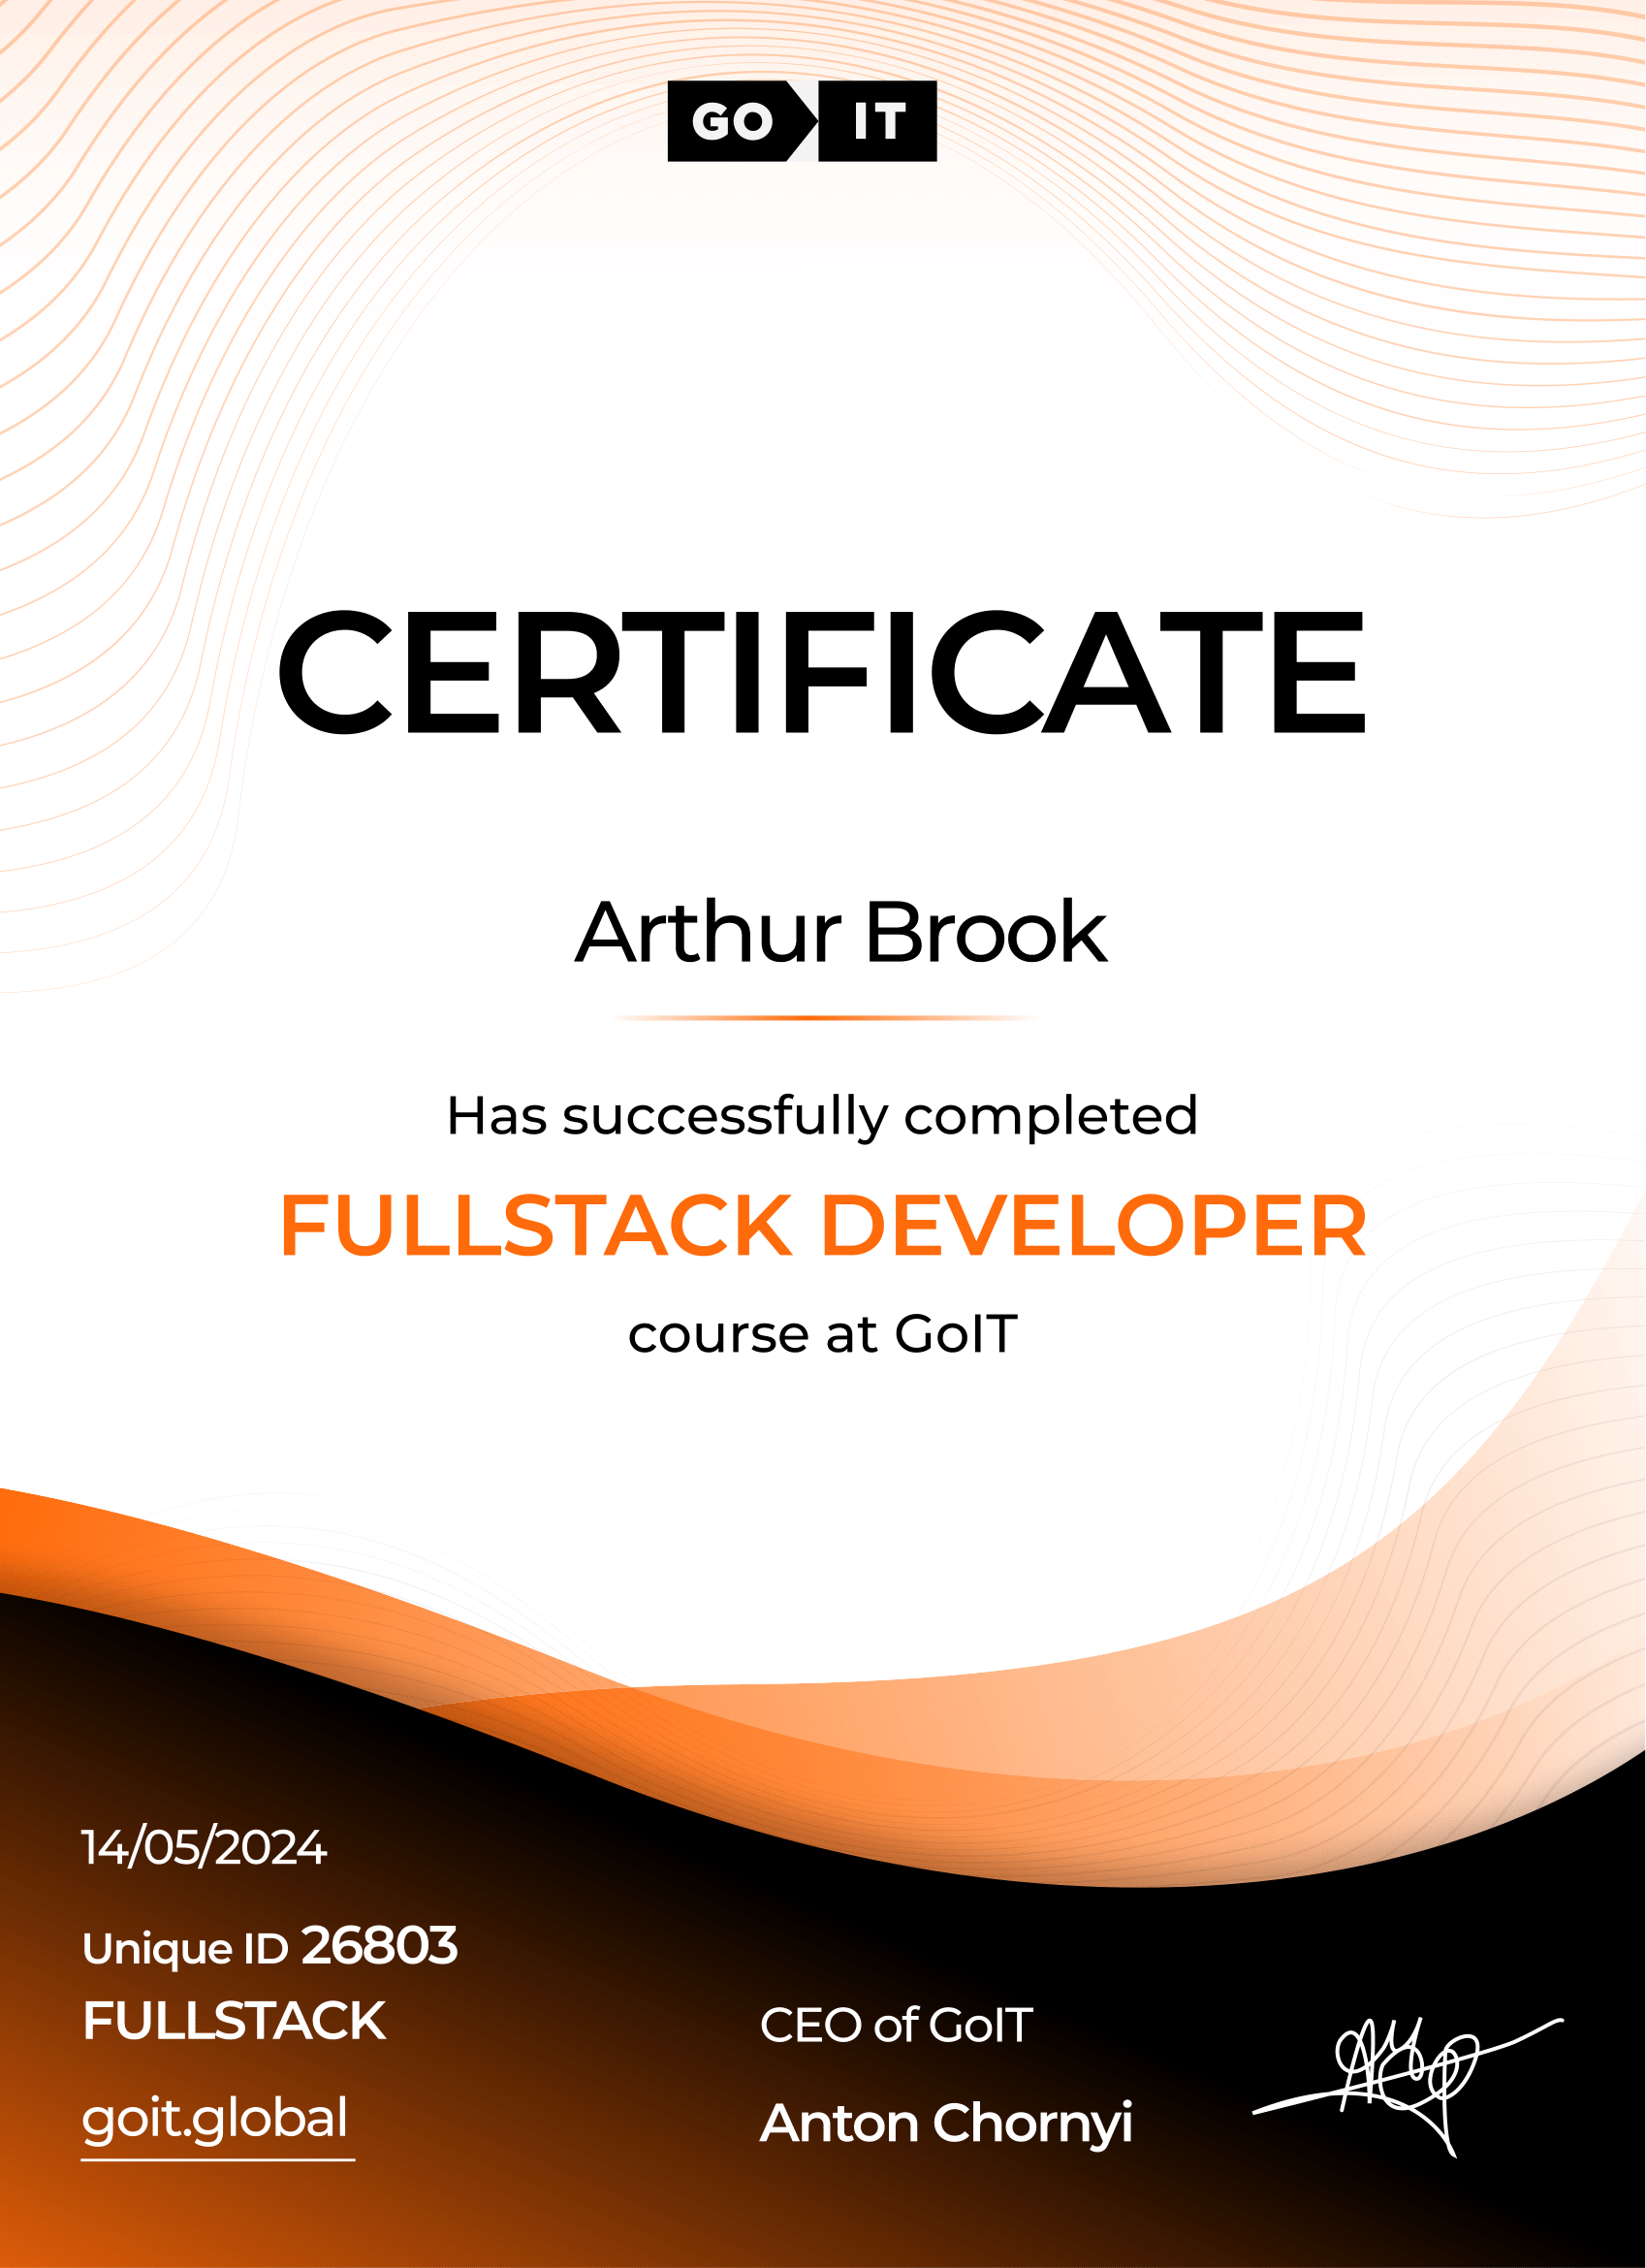 GO IT
CERTIFICATE
Arthur Brook
Has successfully completed
FULLSTACK DEVELOPER
course at GoIT
14/05/2024
Unique ID 26803
FULLSTACK
goit.global
CEO of GoIT
Anton Chornyi